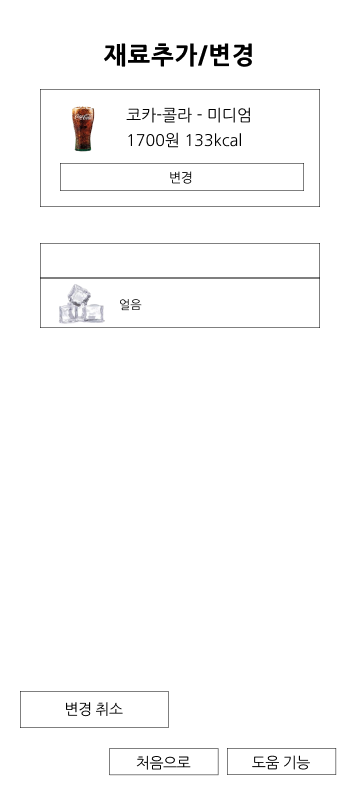 재료추가/변경
코카-콜라 - 미디엄
1700원 133kcal
변경
얼음
변경 취소
처음으로
도움 기능